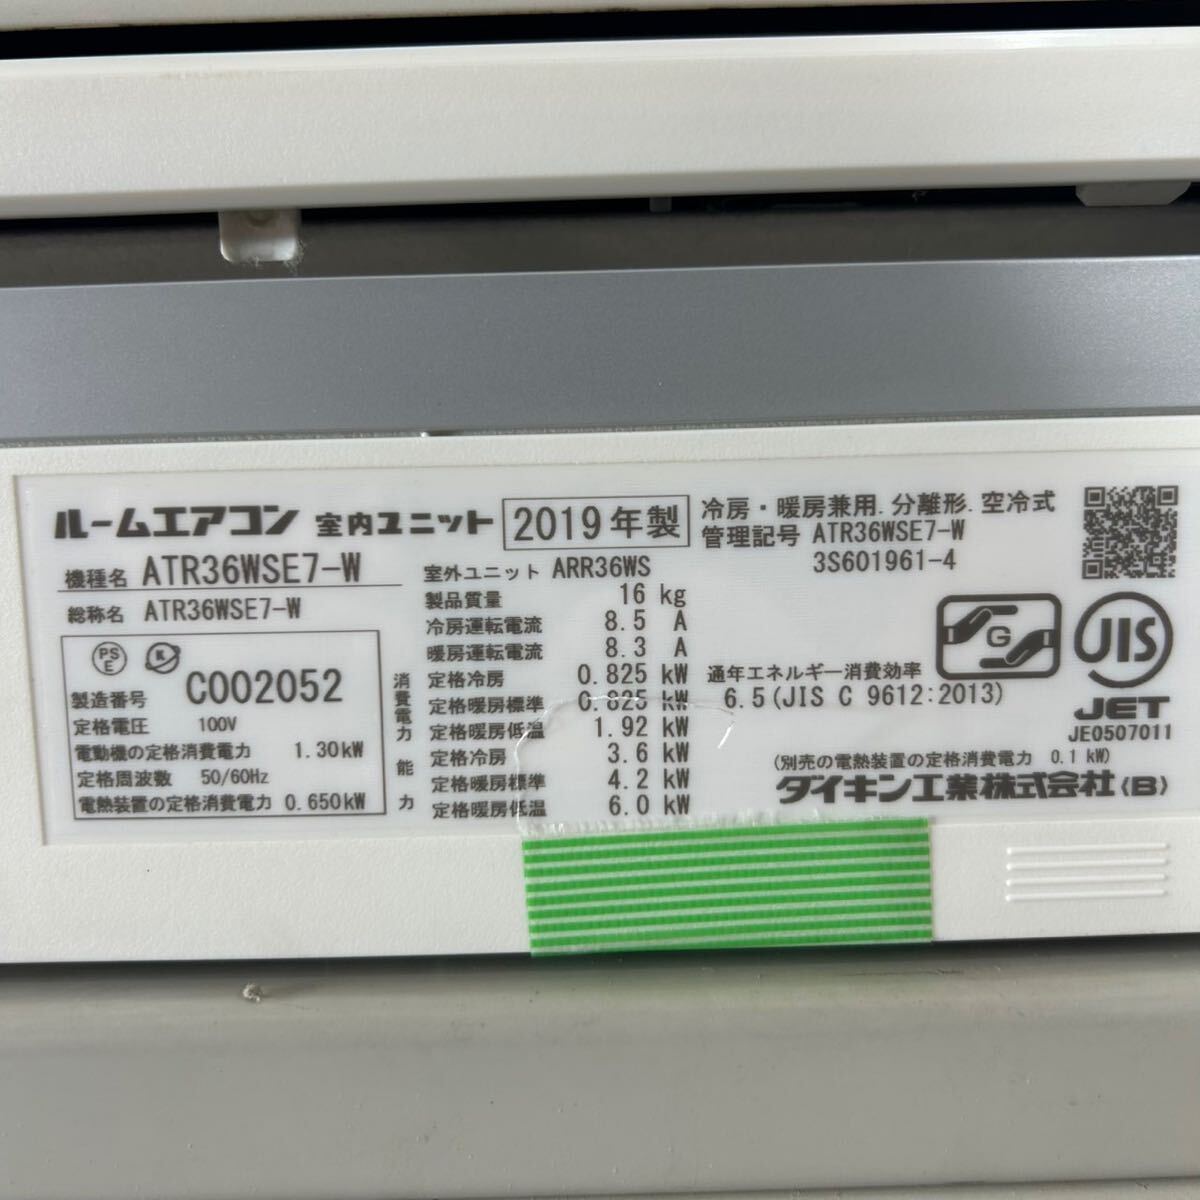 ルームエアコン 室内ユニット 2019年製
機種名 ATR36WSE7-W
総称名 ATR36WSE7-W
PS
E
K
製造番号 C002052
定格電圧 100V
電動機の定格消費電力 1.30kW
定格周波数 50/60Hz
電熱装置の定格消費電力 0.650kW
室外ユニット ARR36WS
製品質量 16 kg
冷房運転電流 8.5 A
暖房運転電流 8.3 A
消費電力
定格冷房 0.825 kW
定格暖房標準 0.825 kW
定格暖房低温 1.92 kW
能力
定格冷房 3.6 kW
定格暖房標準 4.2 kW
定格暖房低温 6.0 kW
冷房・暖房兼用.分離形.空冷式
管理記号 ATR36WSE7-W
3S601961-4
G
JIS
JET
JE0507011
通年エネルギー消費効率
6.5(JIS C 9612:2013)
(別売の電熱装置の定格消費電力 0.1 kW)
ダイキン工業株式会社(B)